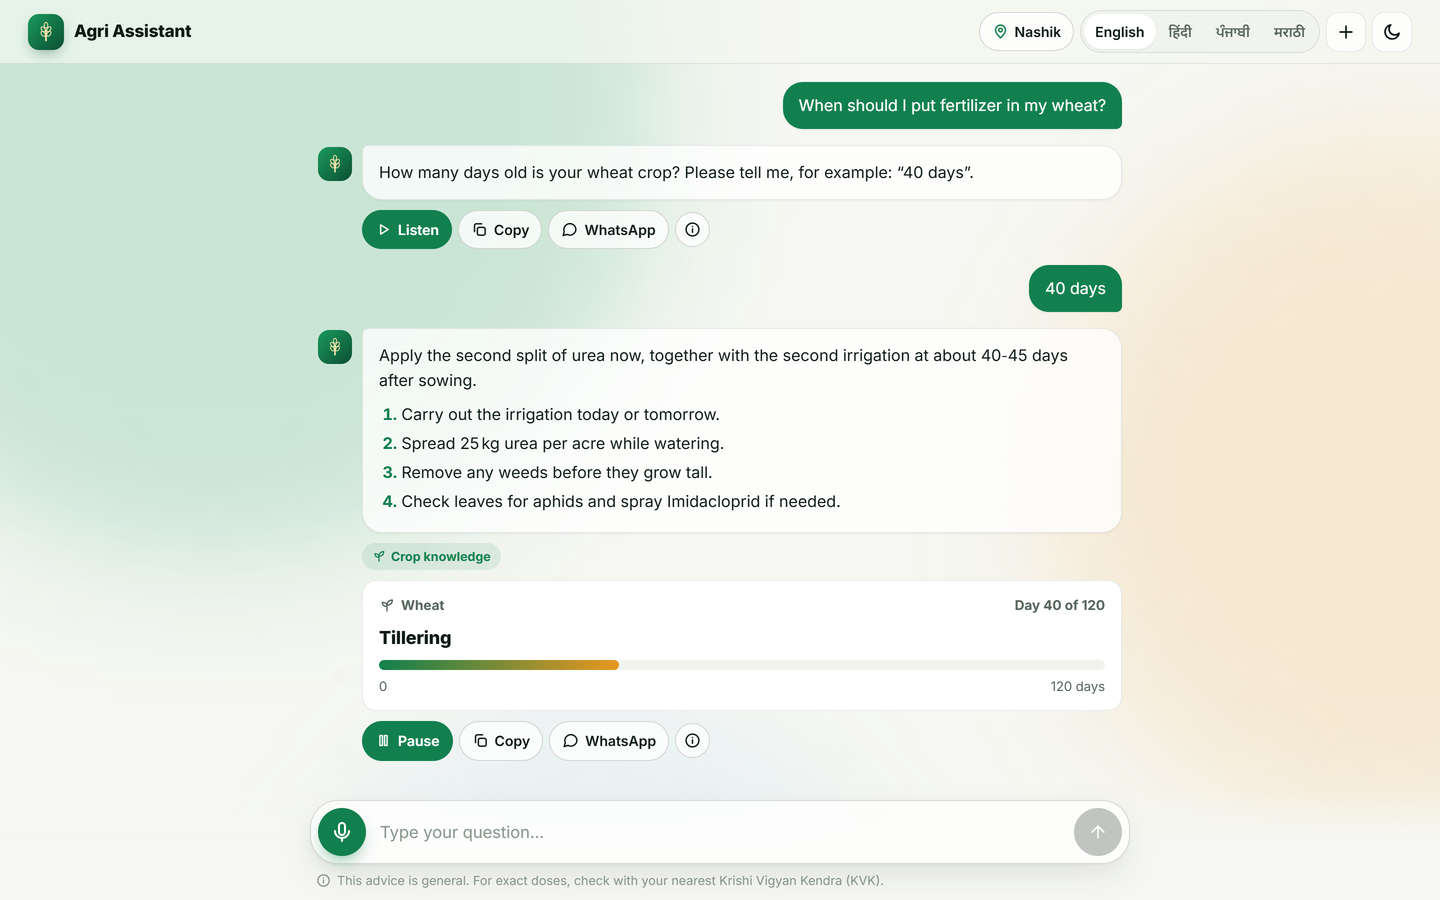 Agri Assistant
Nashik
English
हिंदी
ਪੰਜਾਬੀ
मराठी
When should I put fertilizer in my wheat?
How many days old is your wheat crop? Please tell me, for example: “40 days”.
Listen
Copy
WhatsApp
40 days
Apply the second split of urea now, together with the second irrigation at about 40-45 days
after sowing.
1. Carry out the irrigation today or tomorrow.
2. Spread 25 kg urea per acre while watering.
3. Remove any weeds before they grow tall.
4. Check leaves for aphids and spray Imidacloprid if needed.
Crop knowledge
Wheat
Day 40 of 120
Tillering
0
120 days
Pause
Copy
WhatsApp
Type your question...
This advice is general. For exact doses, check with your nearest Krishi Vigyan Kendra (KVK).